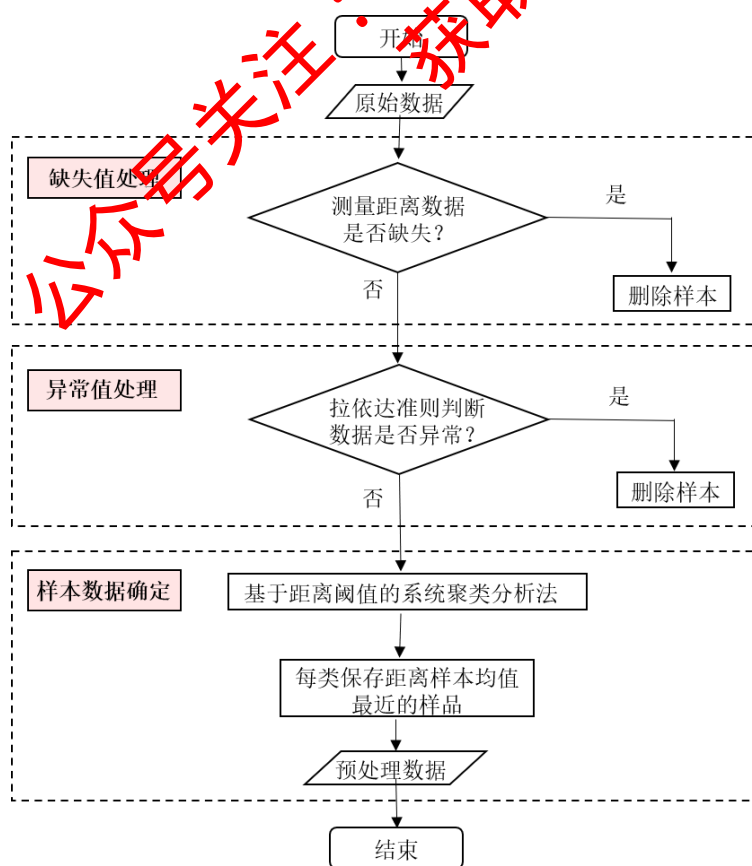 开始
原始数据
缺失值处理
测量距离数据
是否缺失？
是
否
删除样本
异常值处理
拉依达准则判断
数据是否异常？
是
否
删除样本
样本数据确定
基于距离阈值的系统聚类分析法
每类保存距离样本均值
最近的样品
预处理数据
结束
公众号关注：
获取